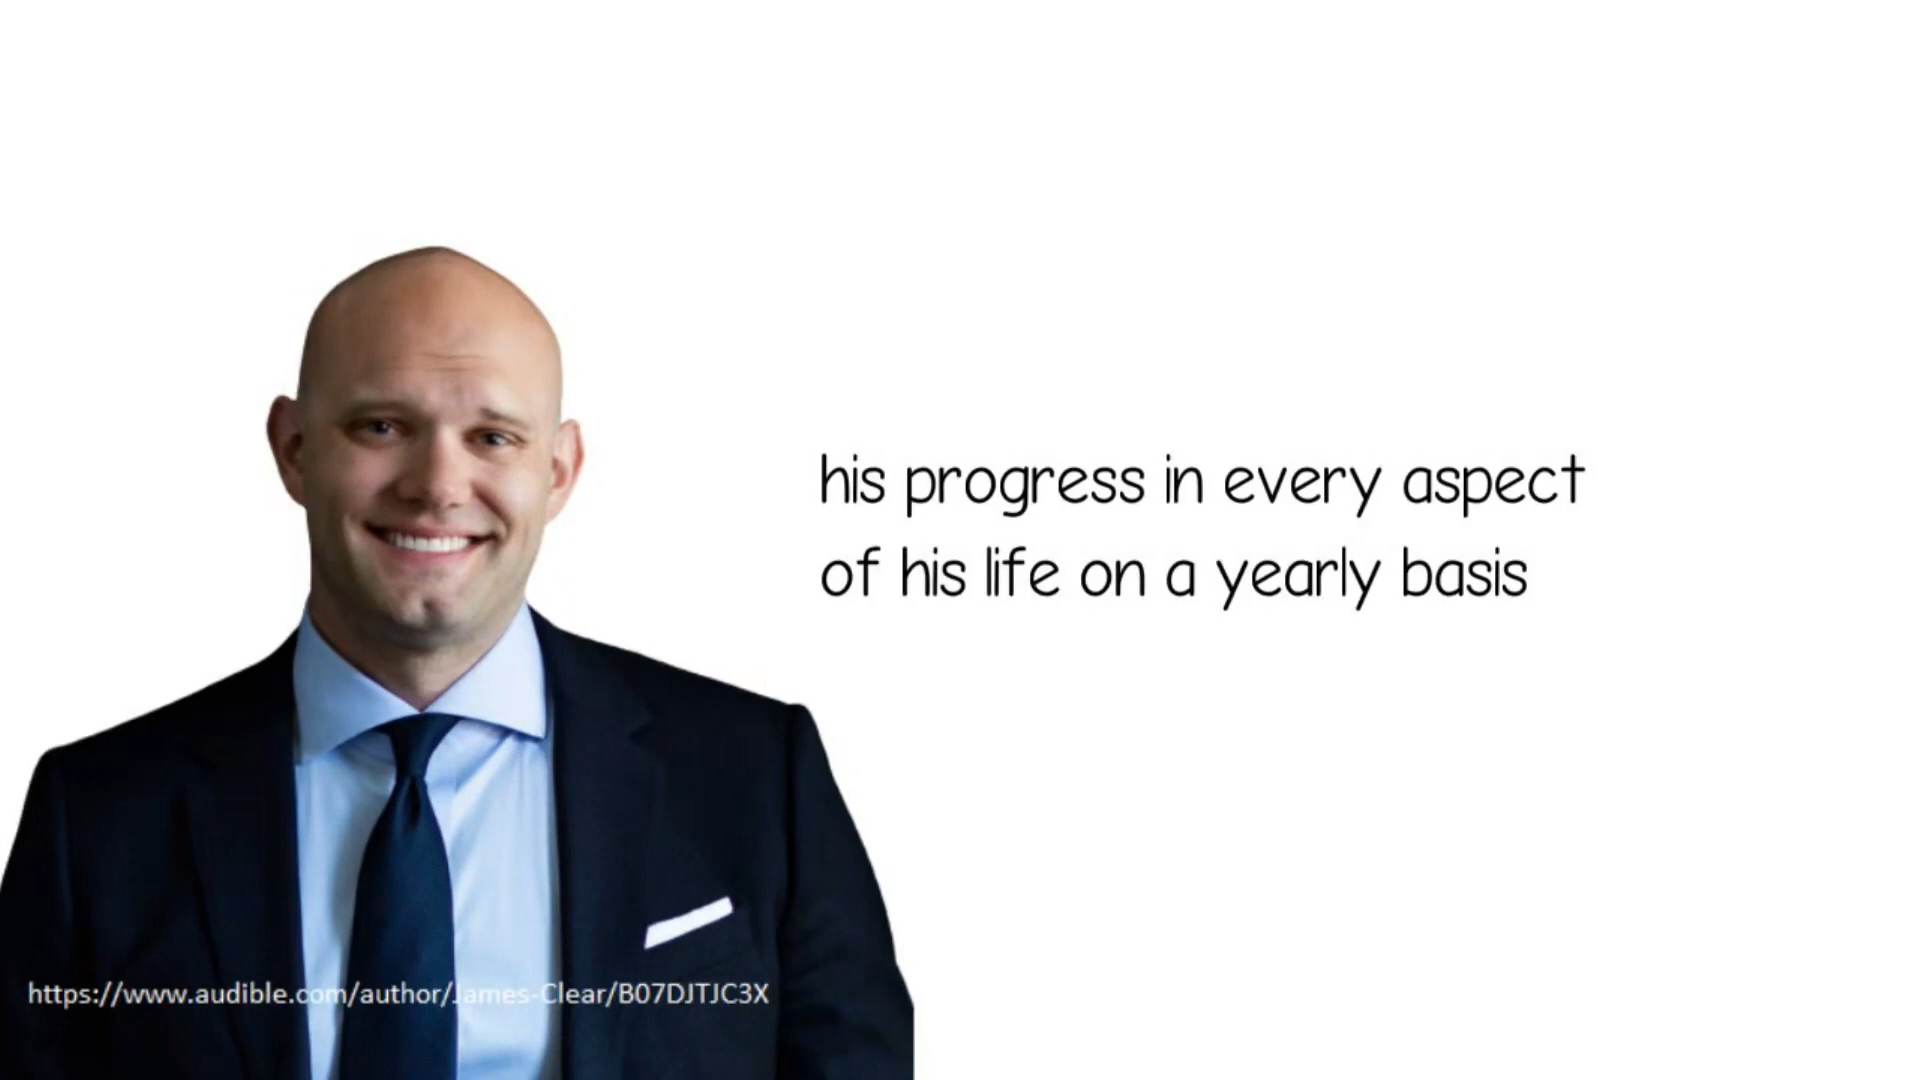 his progress in every aspect
of his life on a yearly basis
https://www.audible.com/author/James-Clear/B07DJTJC3X